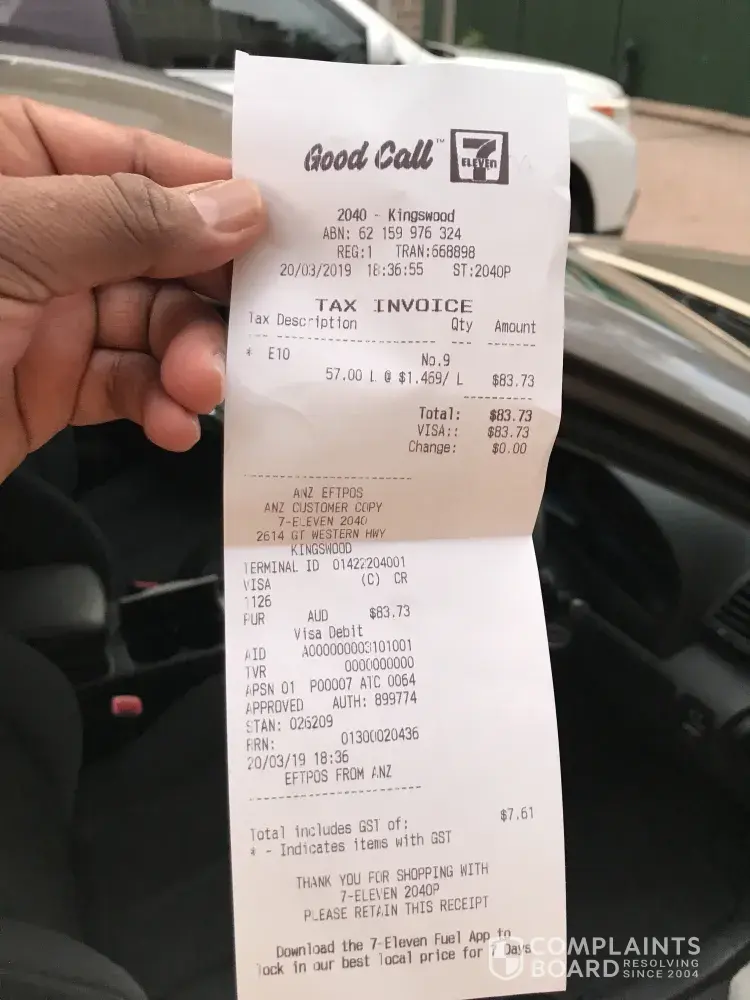 Good Call™ 7 ELEVEN
2040 - Kingswood
ABN: 62 159 976 324
REG:1 TRAN:668898
20/03/2019 18:36:55 ST:2040P
TAX INVOICE
Tax Description Qty Amount
* E10 No.9
57.00 L @ $1.469/ L $83.73
Total: $83.73
VISA:: $83.73
Change: $0.00
ANZ EFTPOS
ANZ CUSTOMER COPY
7-ELEVEN 2040
2614 GT WESTERN HWY
KINGSWOOD
TERMINAL ID 01422204001
VISA (C) CR
1126
PUR AUD $83.73
Visa Debit
AID A000000003101001
TVR 0000000000
APSN 01 P00007 ATC 0064
APPROVED AUTH: 899774
STAN: 026209
RRN: 01300020436
20/03/19 18:36
EFTPOS FROM ANZ
Total includes GST of: $7.61
* - Indicates items with GST
THANK YOU FOR SHOPPING WITH
7-ELEVEN 2040P
PLEASE RETAIN THIS RECEIPT
Download the 7-Eleven Fuel App to
lock in our best local price for Days
COMPLAINTS
BOARD RESOLVING
SINCE 2004